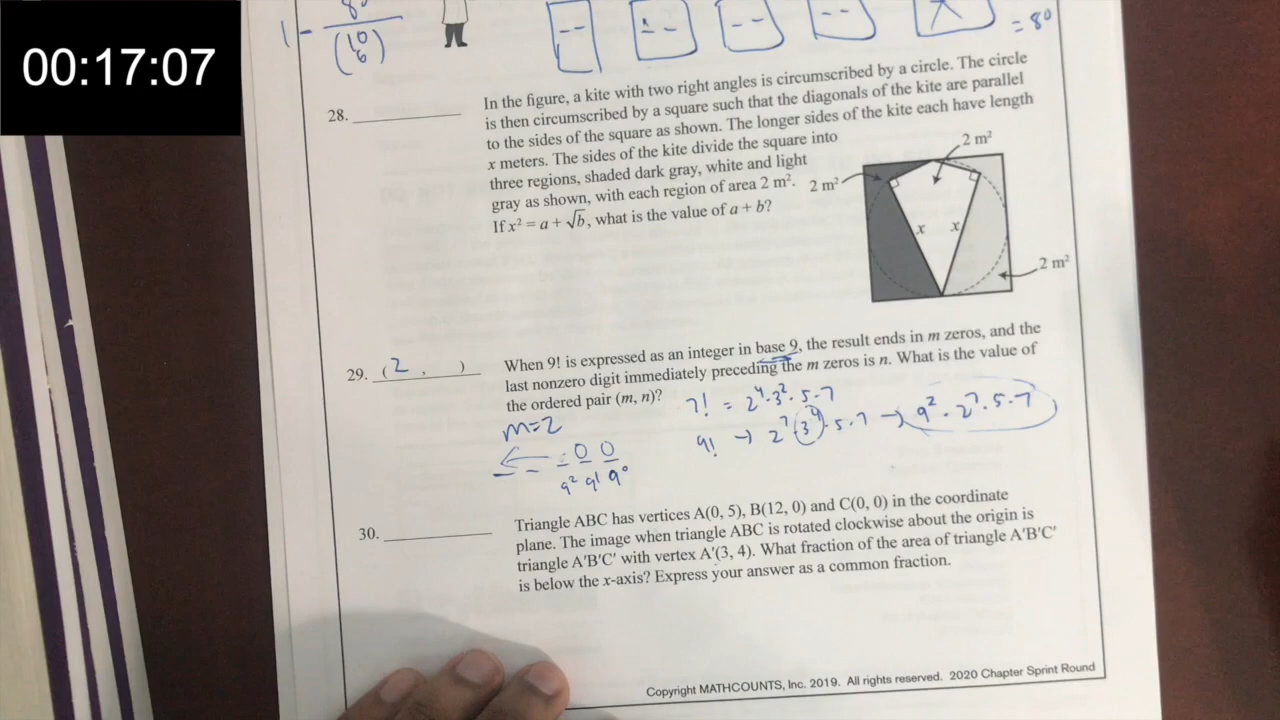 00:17:07
1 - 8⁰
(10
6)
= 8⁰
28. In the figure, a kite with two right angles is circumscribed by a circle. The circle
is then circumscribed by a square such that the diagonals of the kite are parallel
to the sides of the square as shown. The longer sides of the kite each have length
x meters. The sides of the kite divide the square into
three regions, shaded dark gray, white and light
gray as shown, with each region of area 2 m².
If x² = a + √b, what is the value of a + b?
2 m²
2 m²
x x
2 m²
29. (2, ) When 9! is expressed as an integer in base 9, the result ends in m zeros, and the
last nonzero digit immediately preceding the m zeros is n. What is the value of
the ordered pair (m, n)?
m=2
7! = 2⁴·3²·5·7
9! → 2⁷·3⁴·5·7 → 9²·2⁷·5·7
0 0
9² 9¹ 9⁰
30. Triangle ABC has vertices A(0, 5), B(12, 0) and C(0, 0) in the coordinate
plane. The image when triangle ABC is rotated clockwise about the origin is
triangle A′B′C′ with vertex A′(3, 4). What fraction of the area of triangle A′B′C′
is below the x-axis? Express your answer as a common fraction.
Copyright MATHCOUNTS, Inc. 2019. All rights reserved. 2020 Chapter Sprint Round